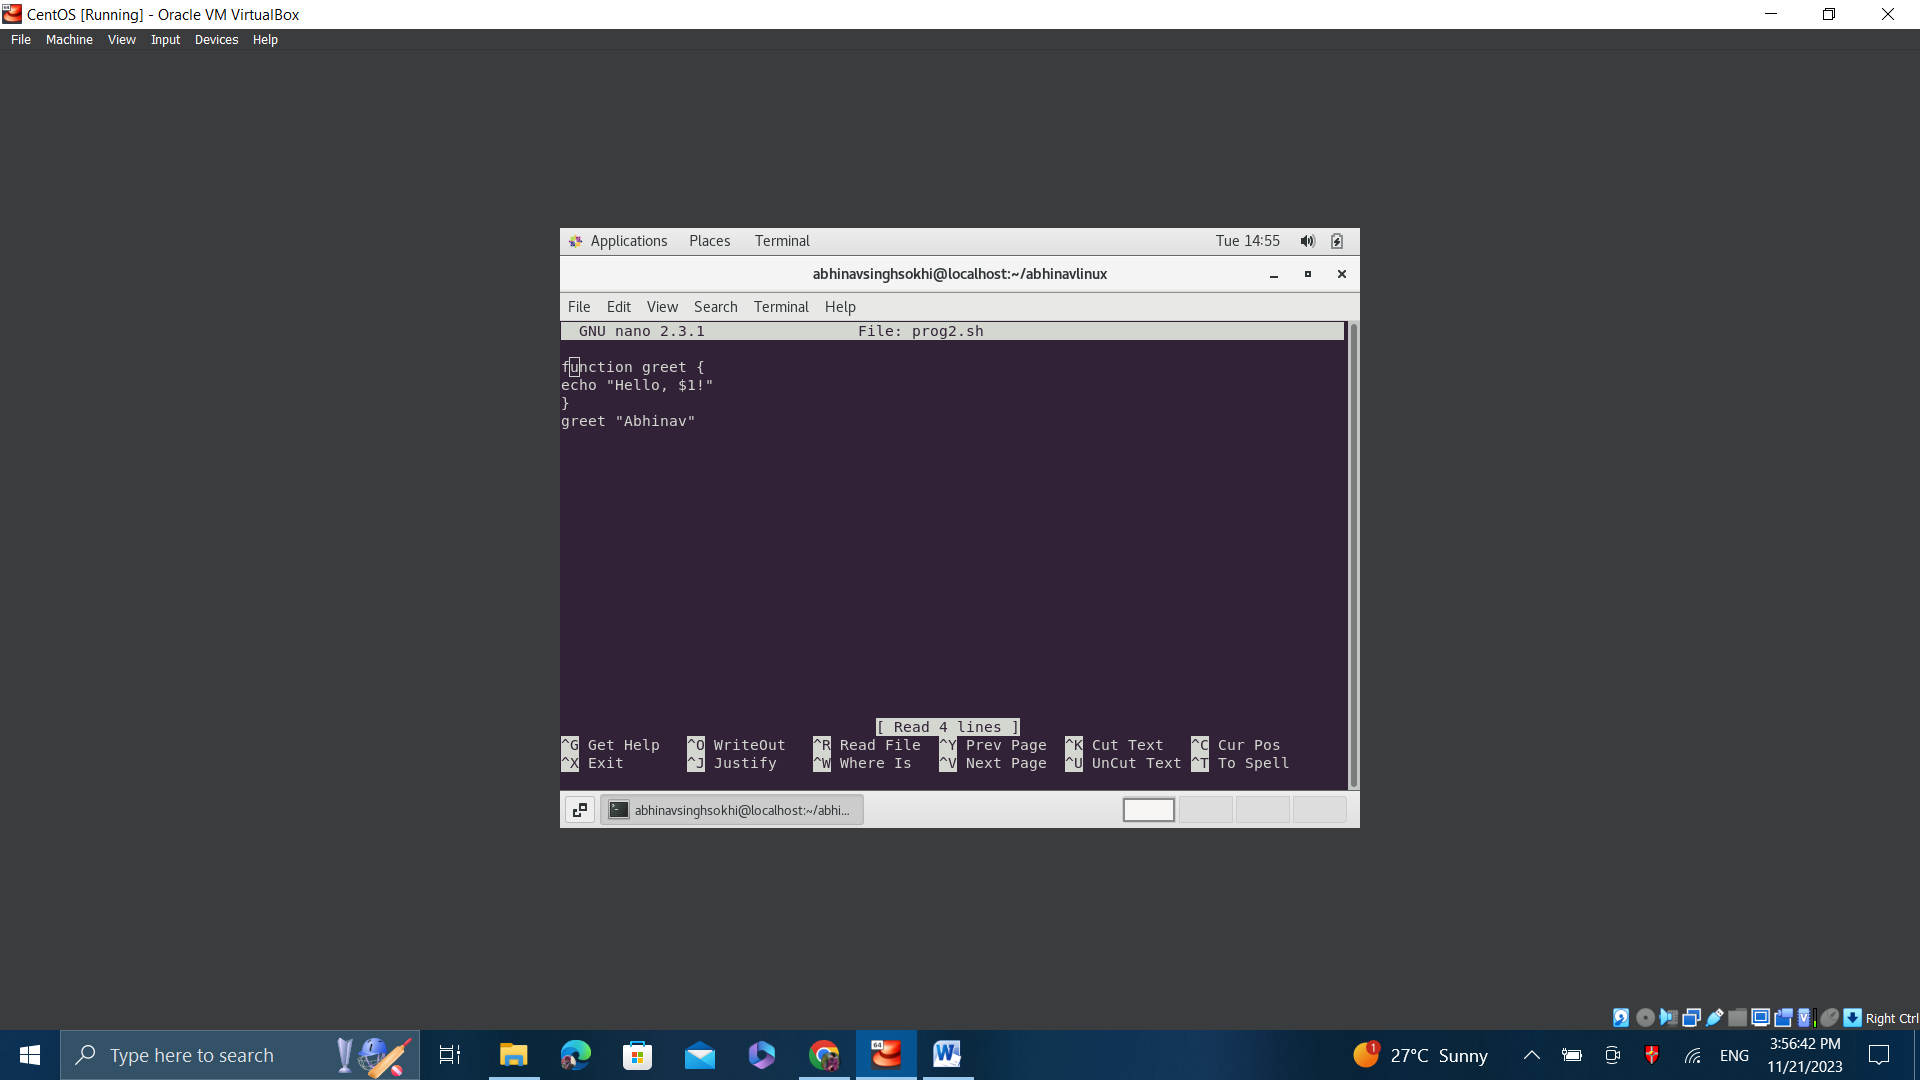 CentOS [Running] - Oracle VM VirtualBox
File Machine View Input Devices Help
Applications Places Terminal Tue 14:55
abhinavsinghsokhi@localhost:~/abhinavlinux
File Edit View Search Terminal Help
GNU nano 2.3.1 File: prog2.sh
function greet {
echo "Hello, $1!"
}
greet "Abhinav"
[ Read 4 lines ]
^G Get Help ^O WriteOut ^R Read File ^Y Prev Page ^K Cut Text ^C Cur Pos
^X Exit ^J Justify ^W Where Is ^V Next Page ^U UnCut Text ^T To Spell
abhinavsinghsokhi@localhost:~/abhi...
Right Ctrl
Type here to search
1 27°C Sunny
ENG
3:56:42 PM
11/21/2023